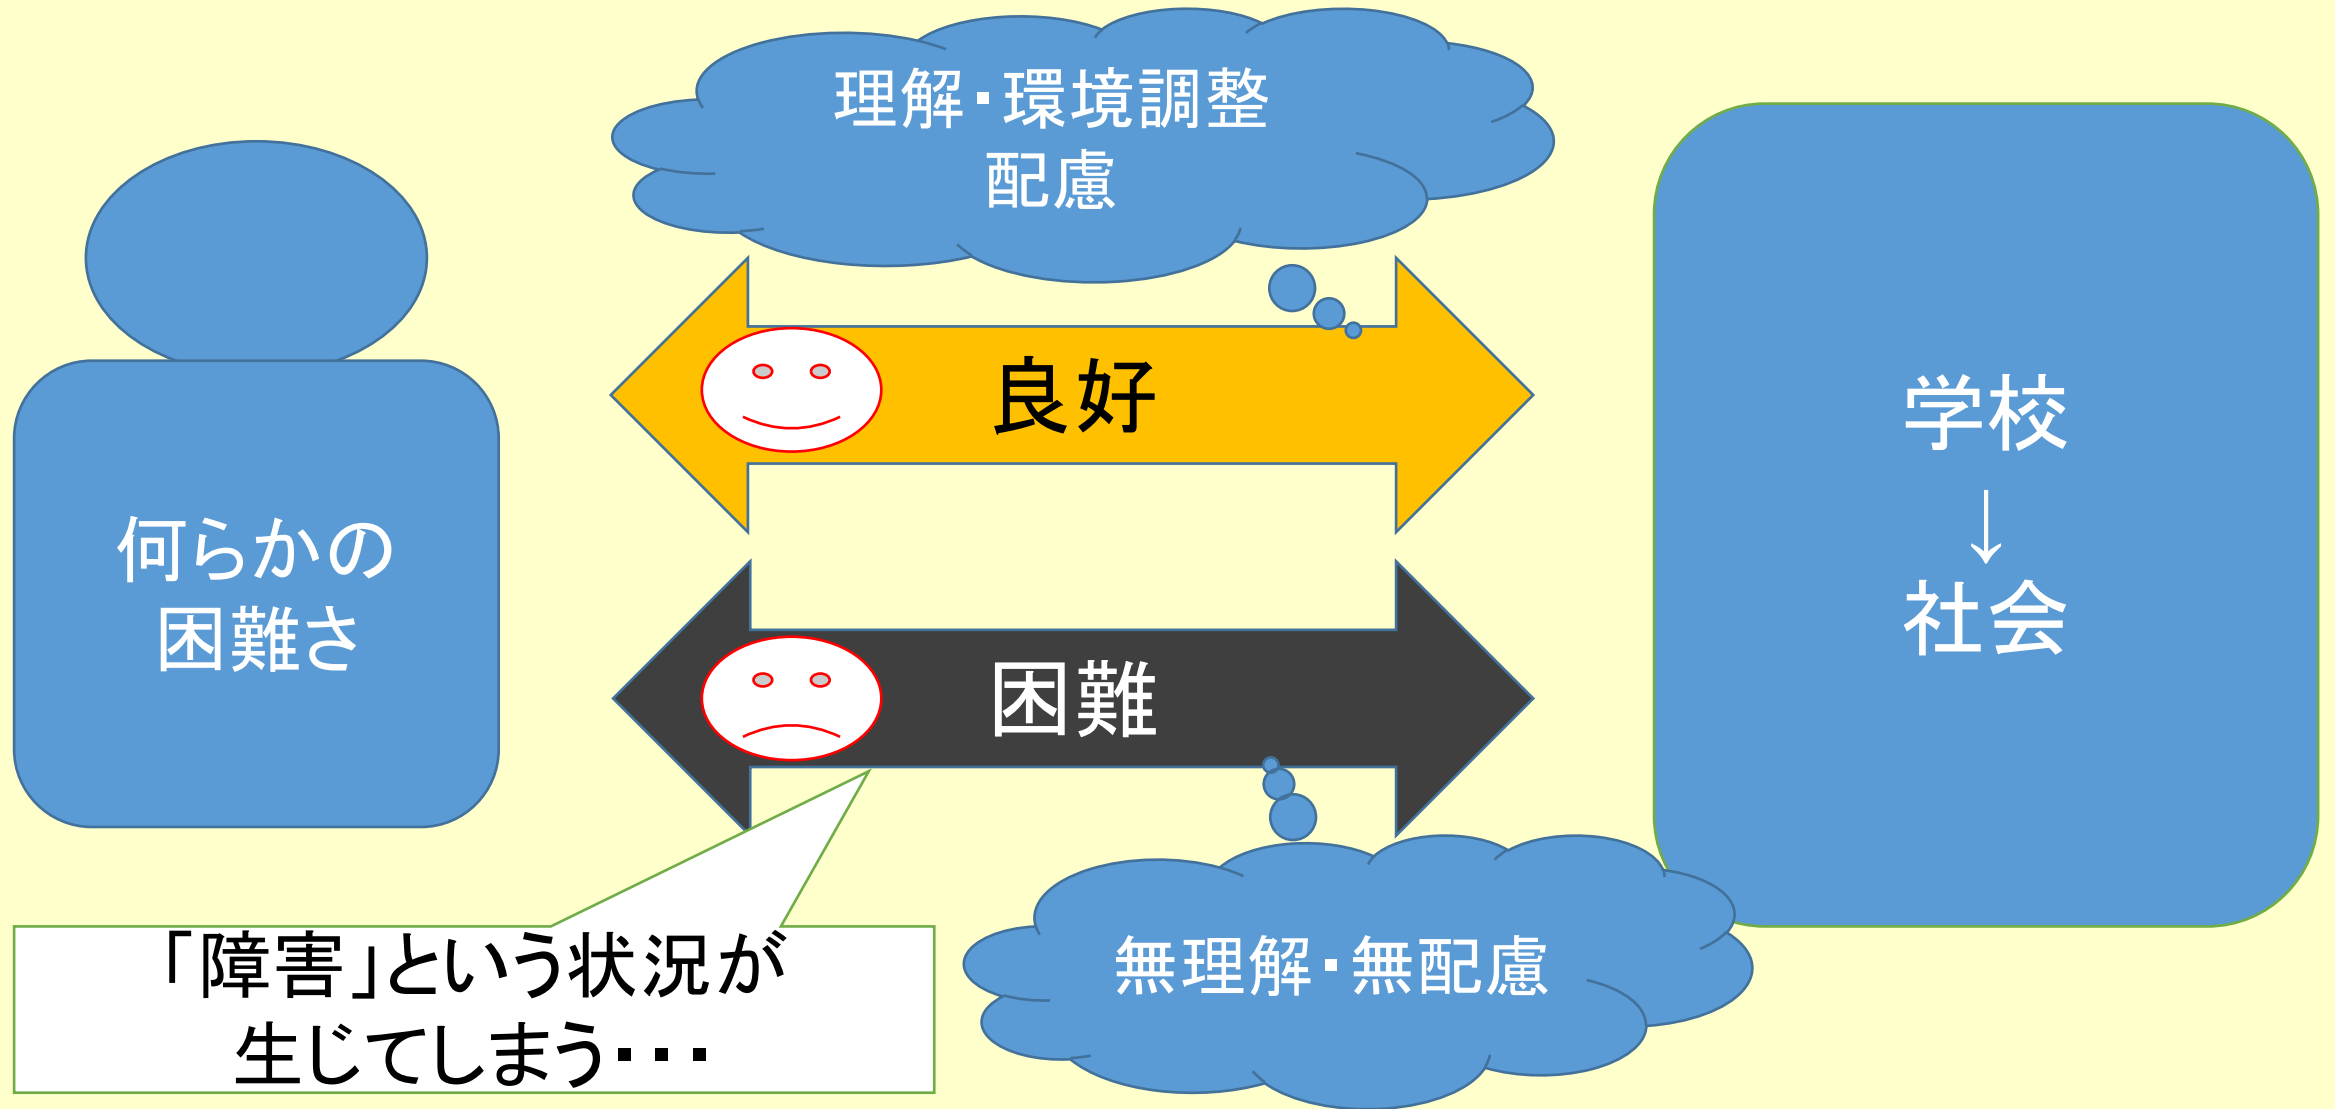 理解・環境調整
配慮
良好
何らかの
困難さ
学校
↓
社会
困難
「障害」という状況が
生じてしまう・・・
無理解・無配慮